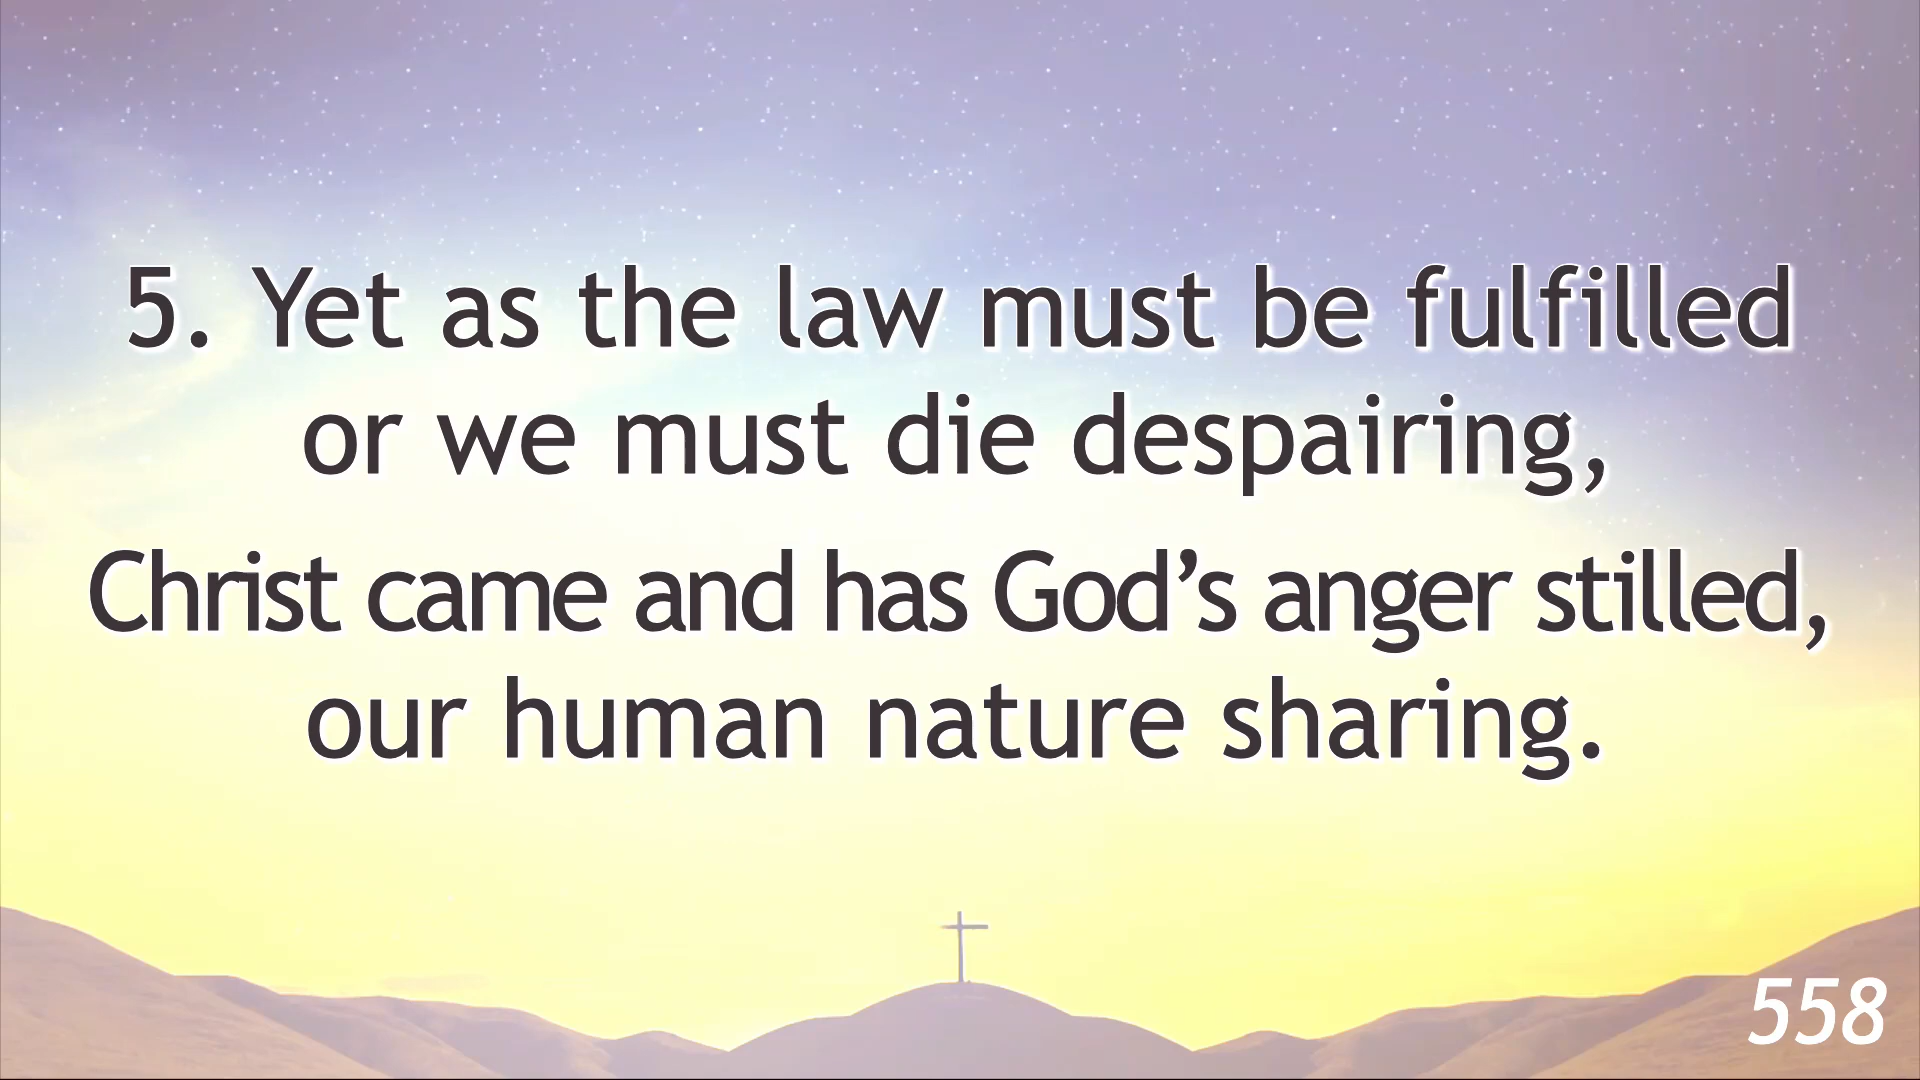 5. Yet as the law must be fulfilled
or we must die despairing,
Christ came and has God’s anger stilled,
our human nature sharing.
558